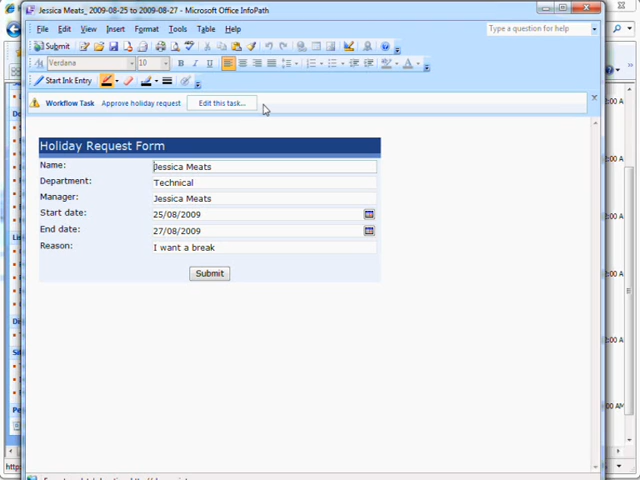 Jessica Meats_ 2009-08-25 to 2009-08-27 - Microsoft Office InfoPath
File Edit View Insert Format Tools Table Help
Type a question for help
Submit
Verdana 10 B I U
Start Ink Entry
Workflow Task Approve holiday request Edit this task...
Holiday Request Form
Name: Jessica Meats
Department: Technical
Manager: Jessica Meats
Start date: 25/08/2009
End date: 27/08/2009
Reason: I want a break
Submit